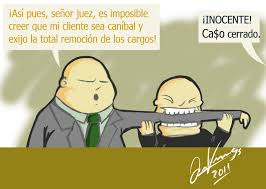 ¡Así pues, señor juez, es imposible
creer que mi cliente sea caníbal y
exijo la total remoción de los cargos!
¡INOCENTE!
Ca$o cerrado.
2011